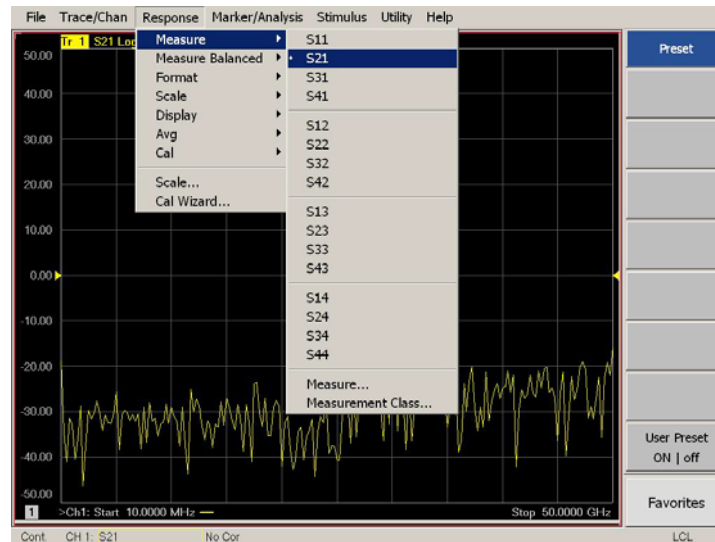 File Trace/Chan Response Marker/Analysis Stimulus Utility Help
Tr 1 S21 Log
Measure
Measure Balanced
Format
Scale
Display
Avg
Cal
Scale...
Cal Wizard...
S11
S21
S31
S41
S12
S22
S32
S42
S13
S23
S33
S43
S14
S24
S34
S44
Measure...
Measurement Class...
50.00
40.00
30.00
20.00
10.00
0.00
-10.00
-20.00
-30.00
-40.00
-50.00
1 >Ch1: Start 10.0000 MHz Stop 50.0000 GHz
Preset
User Preset
ON | off
Favorites
Cont. CH 1: S21 No Cor LCL